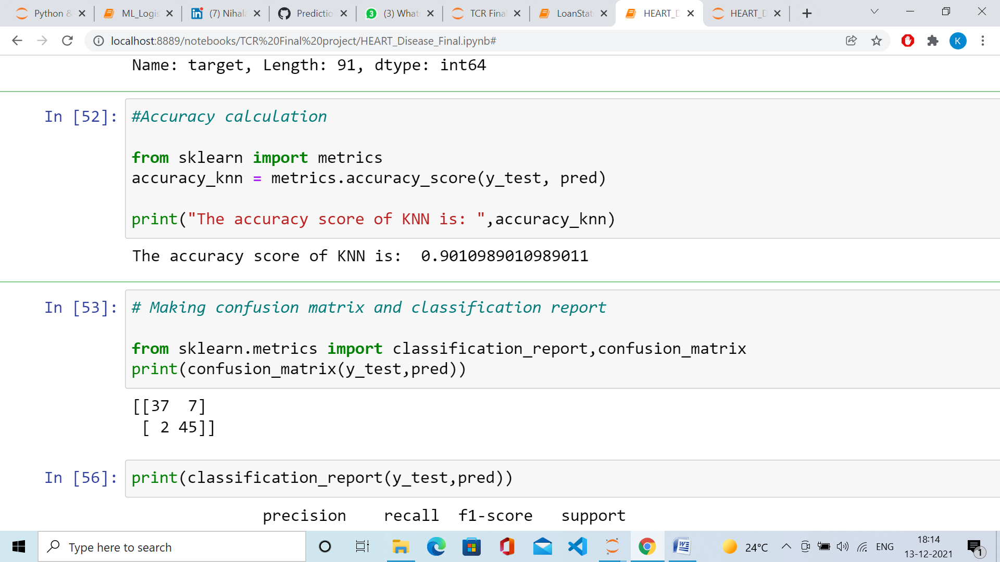 Python &
ML_Logis
(7) Nihala
Predictio
(3) Whats
TCR Final
LoanStat
HEART_D
HEART_D
localhost:8889/notebooks/TCR%20Final%20project/HEART_Disease_Final.ipynb#
K
Name: target, Length: 91, dtype: int64
In [52]: #Accuracy calculation
from sklearn import metrics
accuracy_knn = metrics.accuracy_score(y_test, pred)
print("The accuracy score of KNN is: ",accuracy_knn)
The accuracy score of KNN is:  0.9010989010989011
In [53]: # Making confusion matrix and classification report
from sklearn.metrics import classification_report,confusion_matrix
print(confusion_matrix(y_test,pred))
[[37  7]
[ 2 45]]
In [56]: print(classification_report(y_test,pred))
precision    recall  f1-score   support
Type here to search
24°C
ENG
18:14
13-12-2021
1